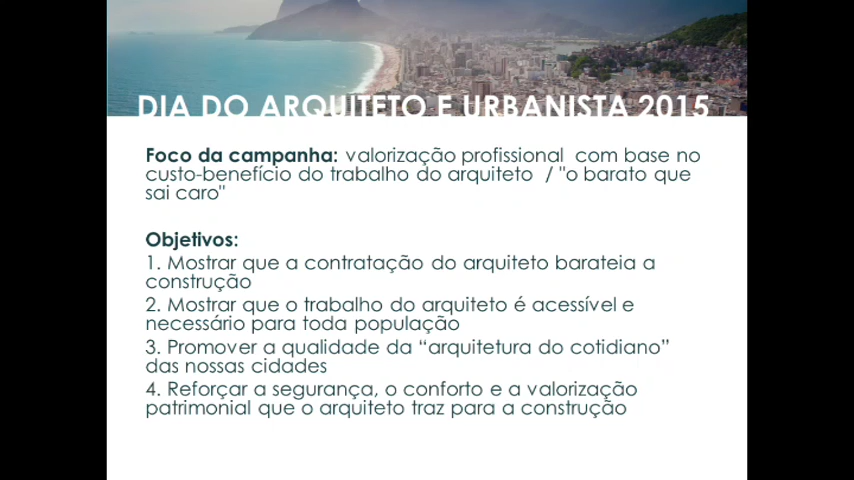 DIA DO ARQUITETO E URBANISTA 2015
Foco da campanha: valorização profissional com base no
custo-benefício do trabalho do arquiteto / "o barato que
sai caro"
Objetivos:
1. Mostrar que a contratação do arquiteto barateia a
construção
2. Mostrar que o trabalho do arquiteto é acessível e
necessário para toda população
3. Promover a qualidade da “arquitetura do cotidiano”
das nossas cidades
4. Reforçar a segurança, o conforto e a valorização
patrimonial que o arquiteto traz para a construção